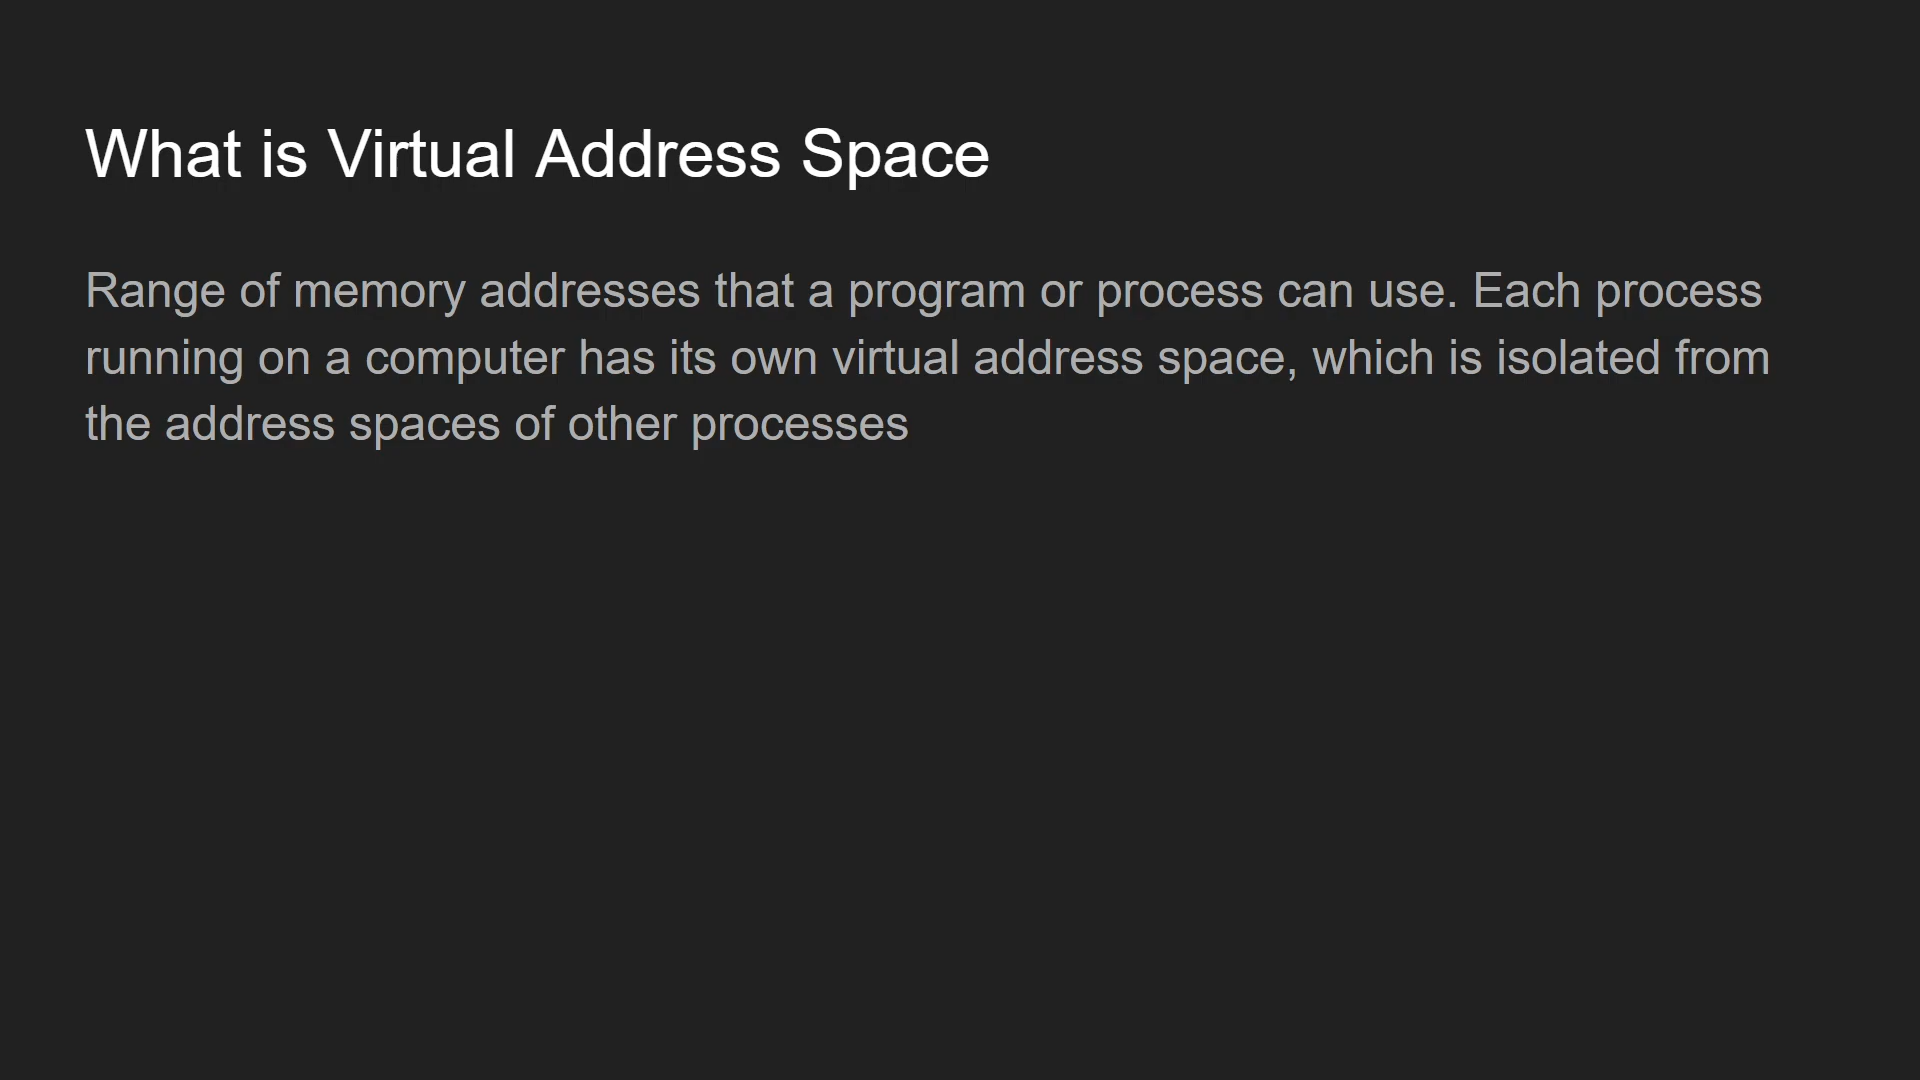 What is Virtual Address Space
Range of memory addresses that a program or process can use. Each process
running on a computer has its own virtual address space, which is isolated from
the address spaces of other processes